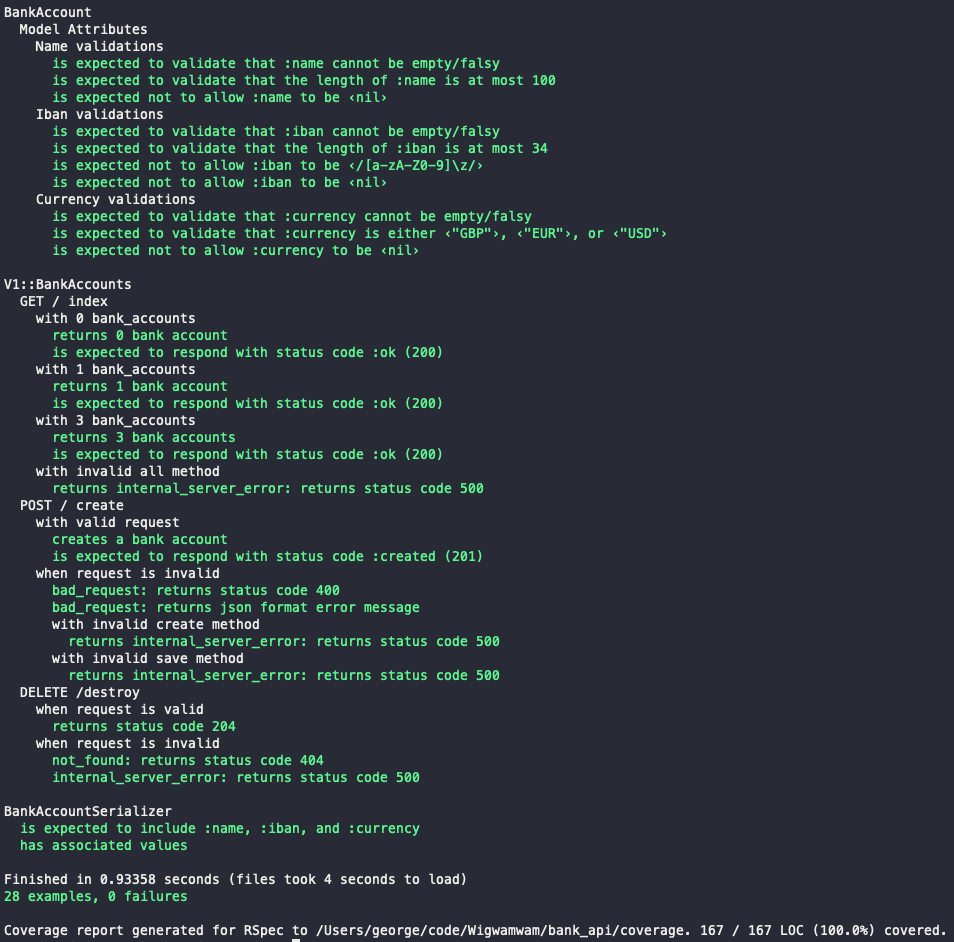 BankAccount
  Model Attributes
    Name validations
      is expected to validate that :name cannot be empty/falsy
      is expected to validate that the length of :name is at most 100
      is expected not to allow :name to be ‹nil›
    Iban validations
      is expected to validate that :iban cannot be empty/falsy
      is expected to validate that the length of :iban is at most 34
      is expected not to allow :iban to be ‹/[a-zA-Z0-9]\z/›
      is expected not to allow :iban to be ‹nil›
    Currency validations
      is expected to validate that :currency cannot be empty/falsy
      is expected to validate that :currency is either ‹"GBP"›, ‹"EUR"›, or ‹"USD"›
      is expected not to allow :currency to be ‹nil›

V1::BankAccounts
  GET / index
    with 0 bank_accounts
      returns 0 bank account
      is expected to respond with status code :ok (200)
    with 1 bank_accounts
      returns 1 bank account
      is expected to respond with status code :ok (200)
    with 3 bank_accounts
      returns 3 bank accounts
      is expected to respond with status code :ok (200)
    with invalid all method
      returns internal_server_error: returns status code 500
  POST / create
    with valid request
      creates a bank account
      is expected to respond with status code :created (201)
    when request is invalid
      bad_request: returns status code 400
      bad_request: returns json format error message
      with invalid create method
        returns internal_server_error: returns status code 500
      with invalid save method
        returns internal_server_error: returns status code 500
  DELETE /destroy
    when request is valid
      returns status code 204
    when request is invalid
      not_found: returns status code 404
      internal_server_error: returns status code 500

BankAccountSerializer
  is expected to include :name, :iban, and :currency
  has associated values

Finished in 0.93358 seconds (files took 4 seconds to load)
28 examples, 0 failures

Coverage report generated for RSpec to /Users/george/code/Wigwamwam/bank_api/coverage. 167 / 167 LOC (100.0%) covered.